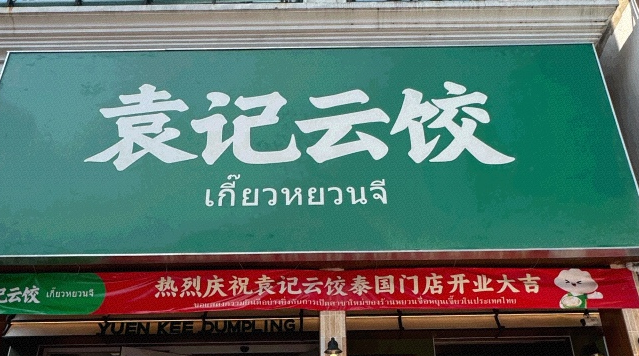 袁记云饺
เกี๊ยวหยวนจี
记云饺 เกี๊ยวหยวนจี
热烈庆祝袁记云饺泰国门店开业大吉
YUEN KEE DUMPLING